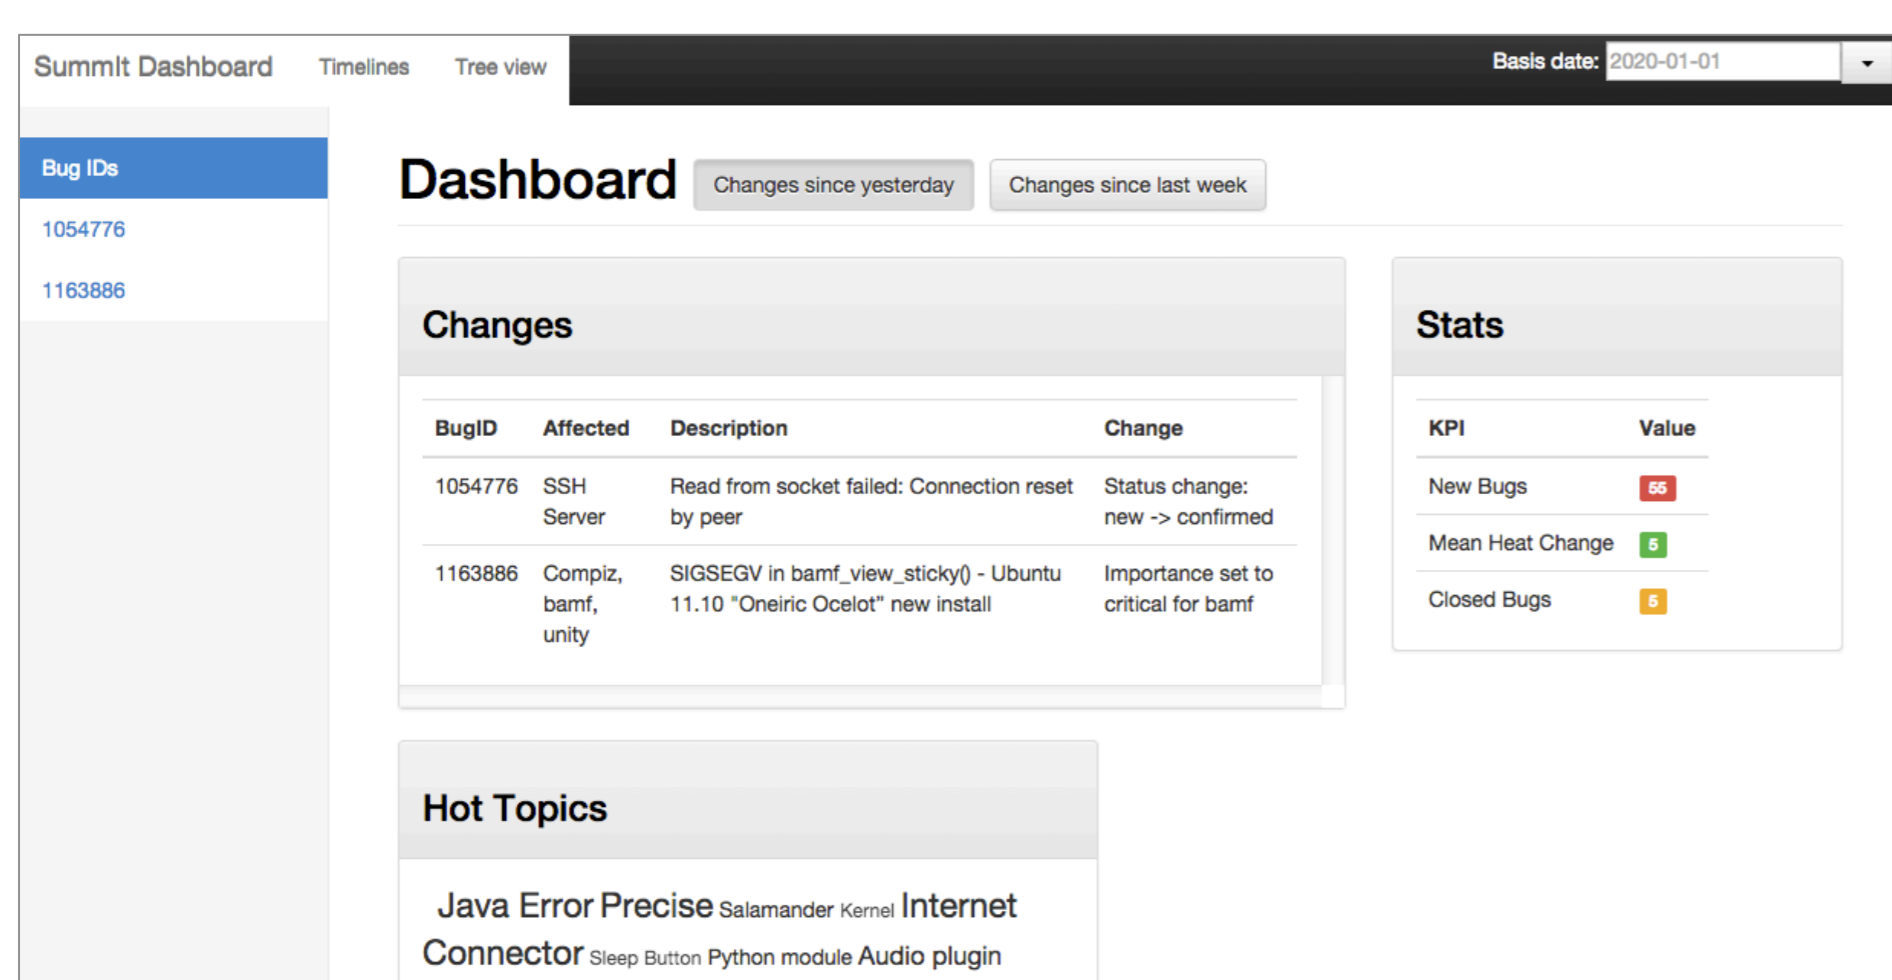 SummIt Dashboard Timelines Tree view Basis date: 2020-01-01
Bug IDs
1054776
1163886
Dashboard Changes since yesterday Changes since last week
Changes
BugID Affected Description Change
1054776 SSH Server Read from socket failed: Connection reset by peer Status change: new -> confirmed
1163886 Compiz, bamf, unity SIGSEGV in bamf_view_sticky() - Ubuntu 11.10 "Oneiric Ocelot" new install Importance set to critical for bamf
Stats
KPI Value
New Bugs 55
Mean Heat Change 5
Closed Bugs 5
Hot Topics
Java Error Precise Salamander Kernel Internet
Connector Sleep Button Python module Audio plugin